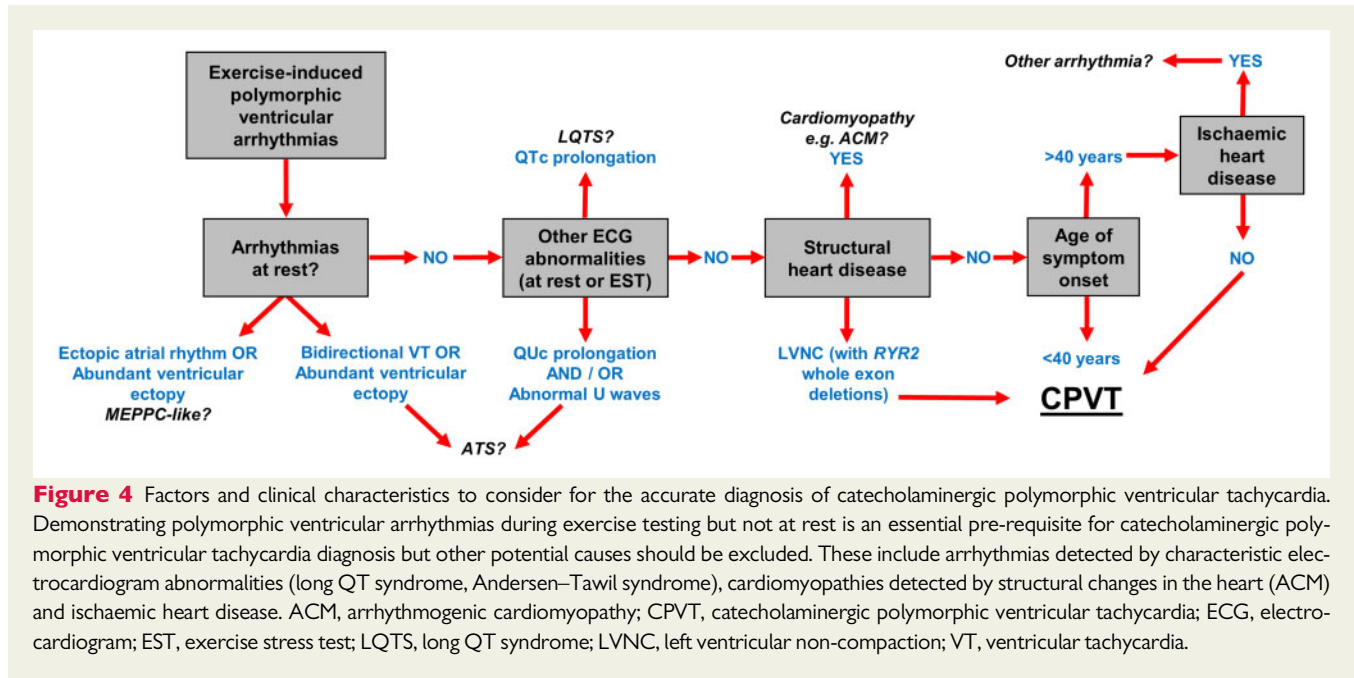 Exercise-induced
polymorphic
ventricular
arrhythmias
Arrhythmias
at rest?
NO
Ectopic atrial rhythm OR
Abundant ventricular
ectopy
MEPPC-like?
Bidirectional VT OR
Abundant ventricular
ectopy
ATS?
LQTS?
QTc prolongation
Other ECG
abnormalities
(at rest or EST)
NO
QUc prolongation
AND / OR
Abnormal U waves
Cardiomyopathy
e.g. ACM?
YES
Structural
heart disease
NO
LVNC (with RYR2
whole exon
deletions)
>40 years
Age of
symptom
onset
<40 years
CPVT
Other arrhythmia?
YES
Ischaemic
heart
disease
NO
Figure 4 Factors and clinical characteristics to consider for the accurate diagnosis of catecholaminergic polymorphic ventricular tachycardia.
Demonstrating polymorphic ventricular arrhythmias during exercise testing but not at rest is an essential pre-requisite for catecholaminergic poly-
morphic ventricular tachycardia diagnosis but other potential causes should be excluded. These include arrhythmias detected by characteristic elec-
trocardiogram abnormalities (long QT syndrome, Andersen–Tawil syndrome), cardiomyopathies detected by structural changes in the heart (ACM)
and ischaemic heart disease. ACM, arrhythmogenic cardiomyopathy; CPVT, catecholaminergic polymorphic ventricular tachycardia; ECG, electro-
cardiogram; EST, exercise stress test; LQTS, long QT syndrome; LVNC, left ventricular non-compaction; VT, ventricular tachycardia.